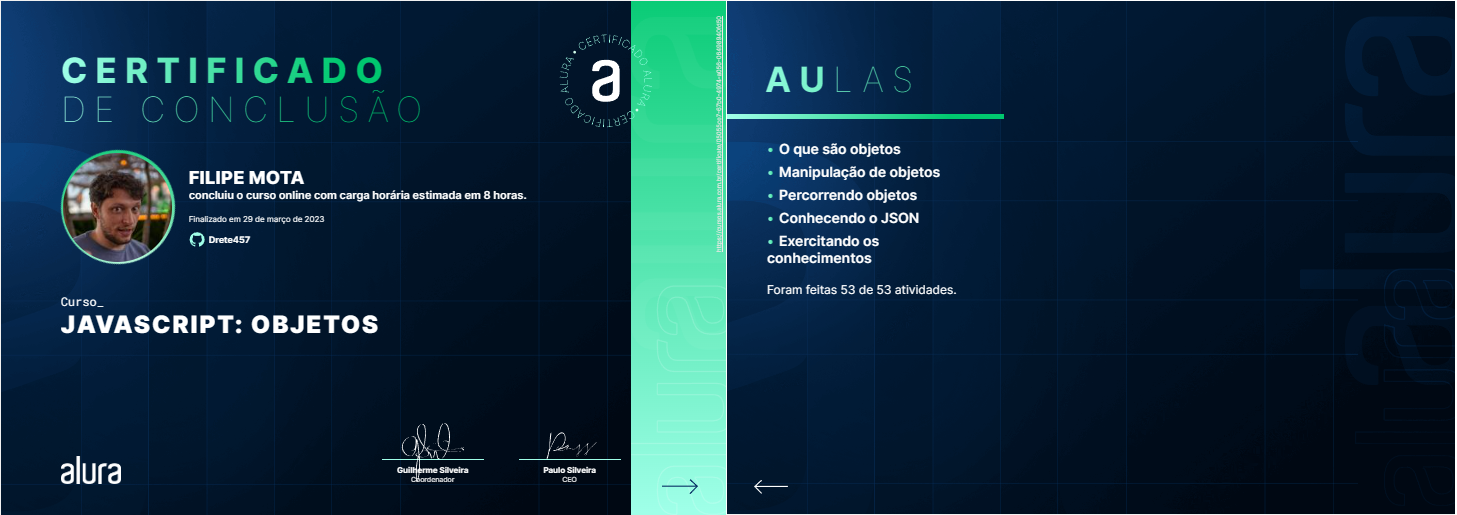 CERTIFICADO
DE CONCLUSÃO
CERTIFICADO ALURA • CERTIFICADO ALURA •
a
FILIPE MOTA
concluiu o curso online com carga horária estimada em 8 horas.
Finalizado em 29 de março de 2023
Drete457
Curso_
JAVASCRIPT: OBJETOS
alura
Guilherme Silveira
Coordenador
Paulo Silveira
CEO
alura
AULAS
• O que são objetos
• Manipulação de objetos
• Percorrendo objetos
• Conhecendo o JSON
• Exercitando os
conhecimentos
Foram feitas 53 de 53 atividades.
alura